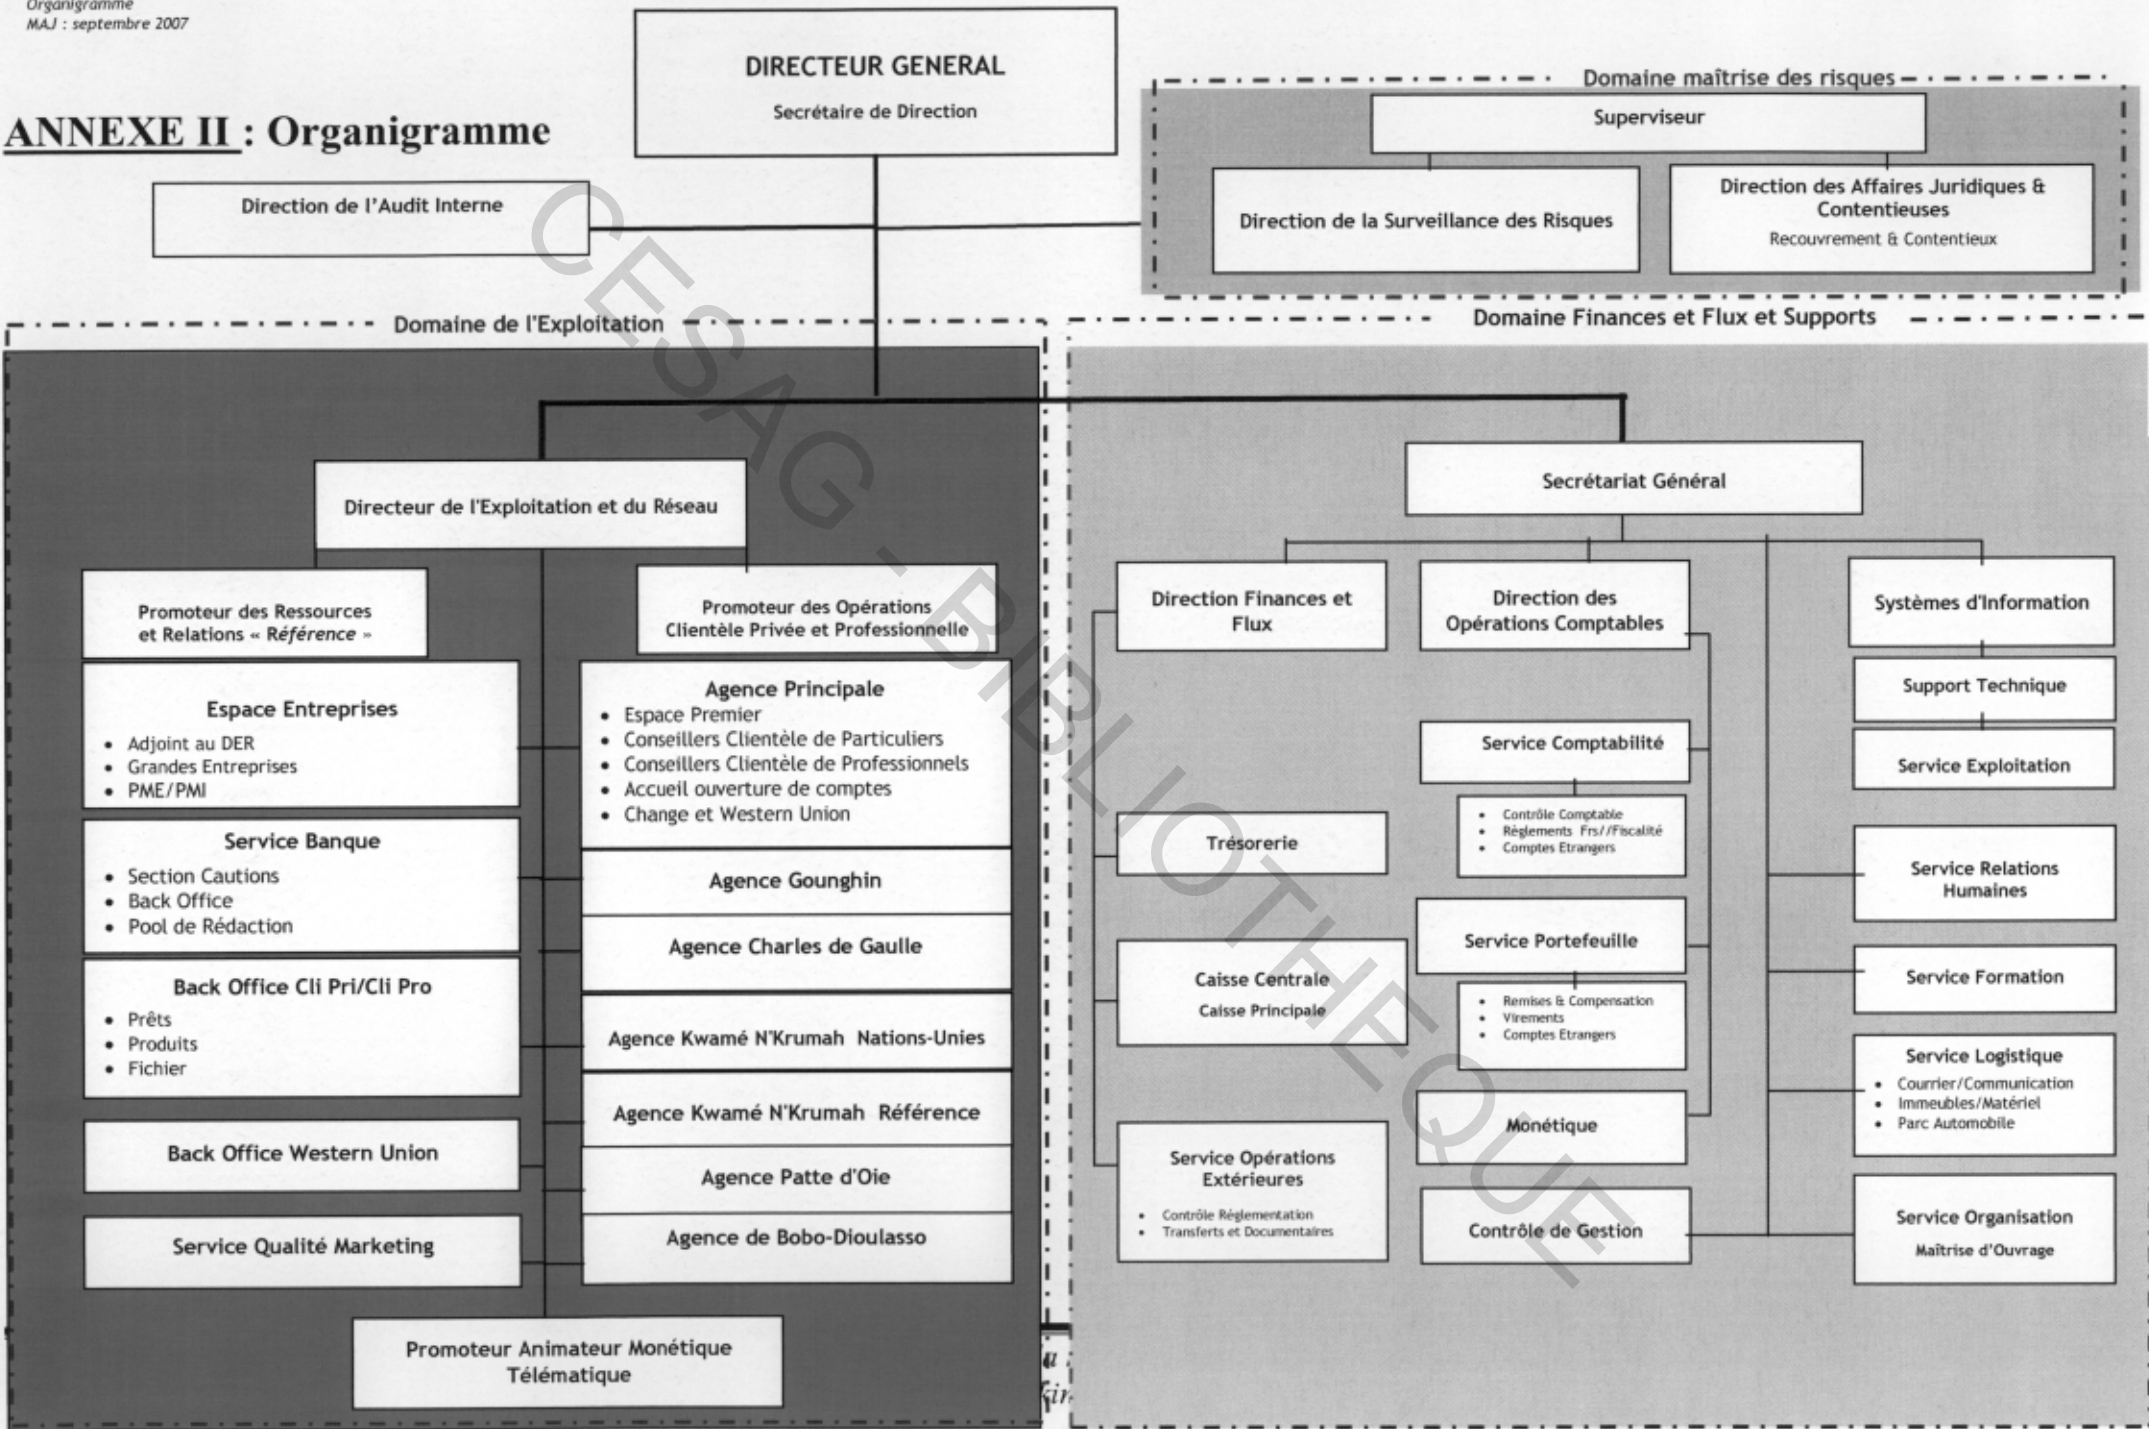 Organigramme
MAJ : septembre 2007
ANNEXE II : Organigramme
DIRECTEUR GENERAL
Secrétaire de Direction
Direction de l'Audit Interne
Domaine maîtrise des risques
Superviseur
Direction de la Surveillance des Risques
Direction des Affaires Juridiques &
Contentieuses
Recouvrement & Contentieux
Domaine de l'Exploitation
Directeur de l'Exploitation et du Réseau
Promoteur des Ressources
et Relations « Référence »
Promoteur des Opérations
Clientèle Privée et Professionnelle
Espace Entreprises
• Adjoint au DER
• Grandes Entreprises
• PME/PMI
Service Banque
• Section Cautions
• Back Office
• Pool de Rédaction
Back Office Cli Pri/Cli Pro
• Prêts
• Produits
• Fichier
Back Office Western Union
Service Qualité Marketing
Agence Principale
• Espace Premier
• Conseillers Clientèle de Particuliers
• Conseillers Clientèle de Professionnels
• Accueil ouverture de comptes
• Change et Western Union
Agence Gounghin
Agence Charles de Gaulle
Agence Kwamé N'Krumah Nations-Unies
Agence Kwamé N'Krumah Référence
Agence Patte d'Oie
Agence de Bobo-Dioulasso
Promoteur Animateur Monétique
Télématique
Domaine Finances et Flux et Supports
Secrétariat Général
Direction Finances et
Flux
Trésorerie
Caisse Centrale
Caisse Principale
Service Opérations
Extérieures
• Contrôle Réglementation
• Transferts et Documentaires
Direction des
Opérations Comptables
Service Comptabilité
• Contrôle Comptable
• Règlements Frs//Fiscalité
• Comptes Etrangers
Service Portefeuille
• Remises & Compensation
• Virements
• Comptes Etrangers
Monétique
Contrôle de Gestion
Systèmes d'Information
Support Technique
Service Exploitation
Service Relations
Humaines
Service Formation
Service Logistique
• Courrier/Communication
• Immeubles/Matériel
• Parc Automobile
Service Organisation
Maîtrise d'Ouvrage
CESAG - BIBLIOTHEQUE